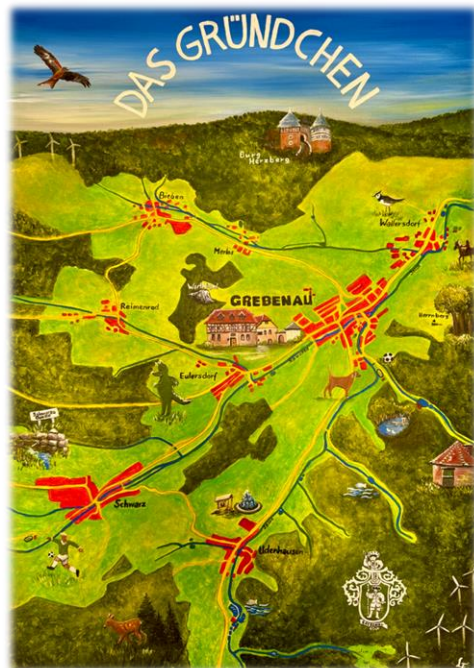 DAS GRÜNDCHEN
Burg
Herzberg
Bieben
Merlos
Wallersdorf
GREBENAU
Reimenrod
Eulersdorf
Schwarz
Udenhausen